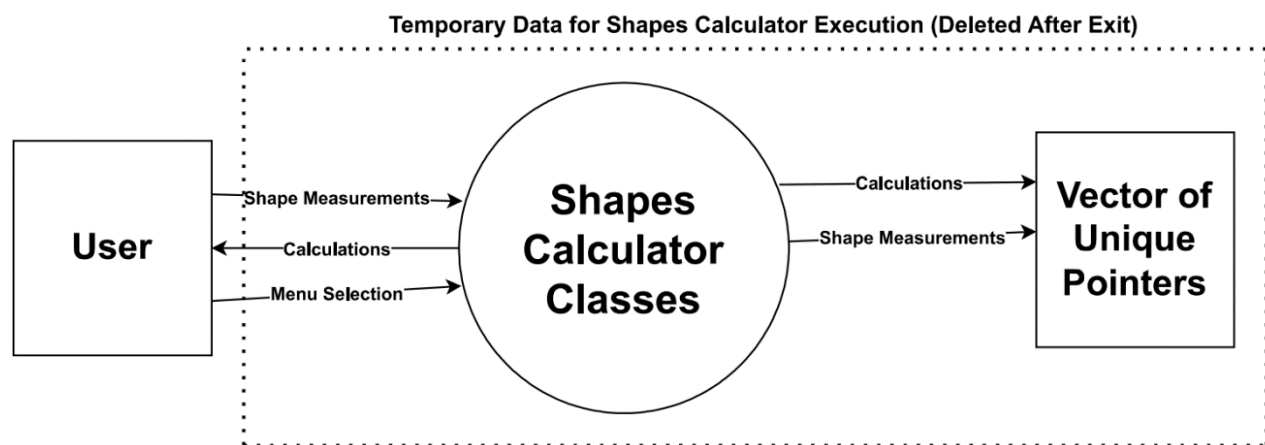 Temporary Data for Shapes Calculator Execution (Deleted After Exit)
User
Shape Measurements
Calculations
Menu Selection
Shapes
Calculator
Classes
Calculations
Shape Measurements
Vector of
Unique
Pointers